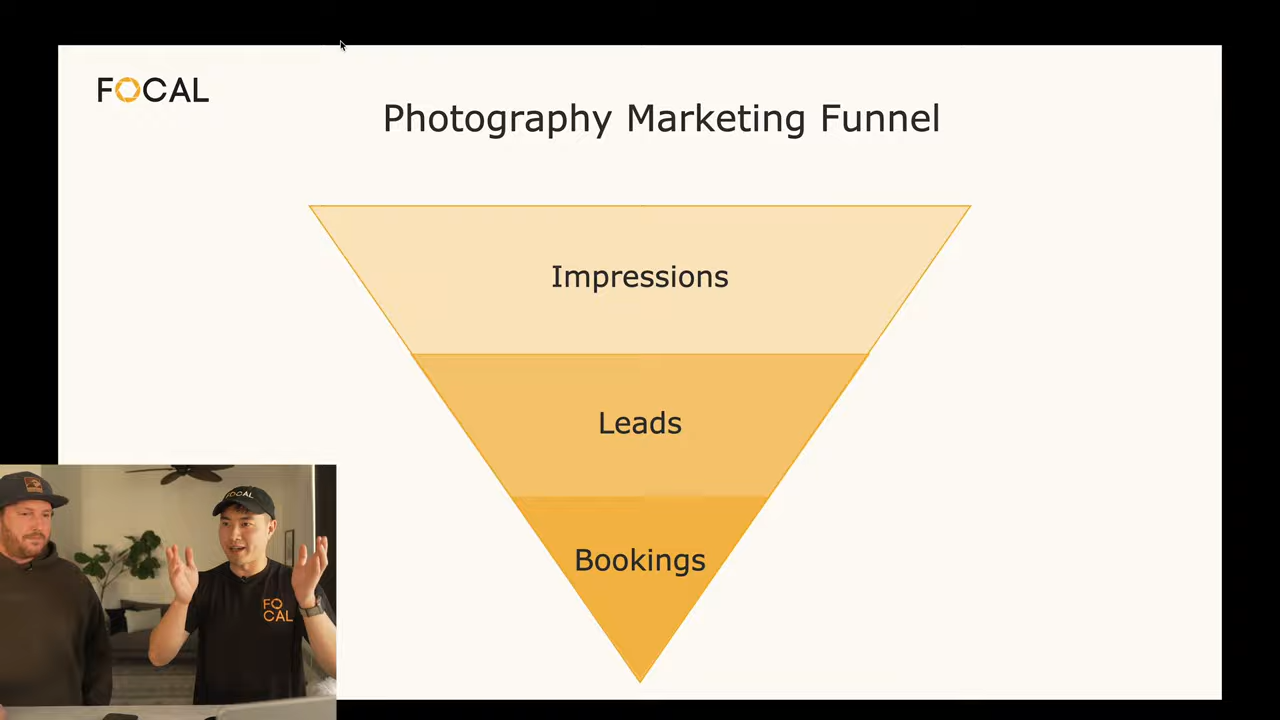 FOCAL
Photography Marketing Funnel
Impressions
Leads
Bookings
FOCAL
FO
CAL